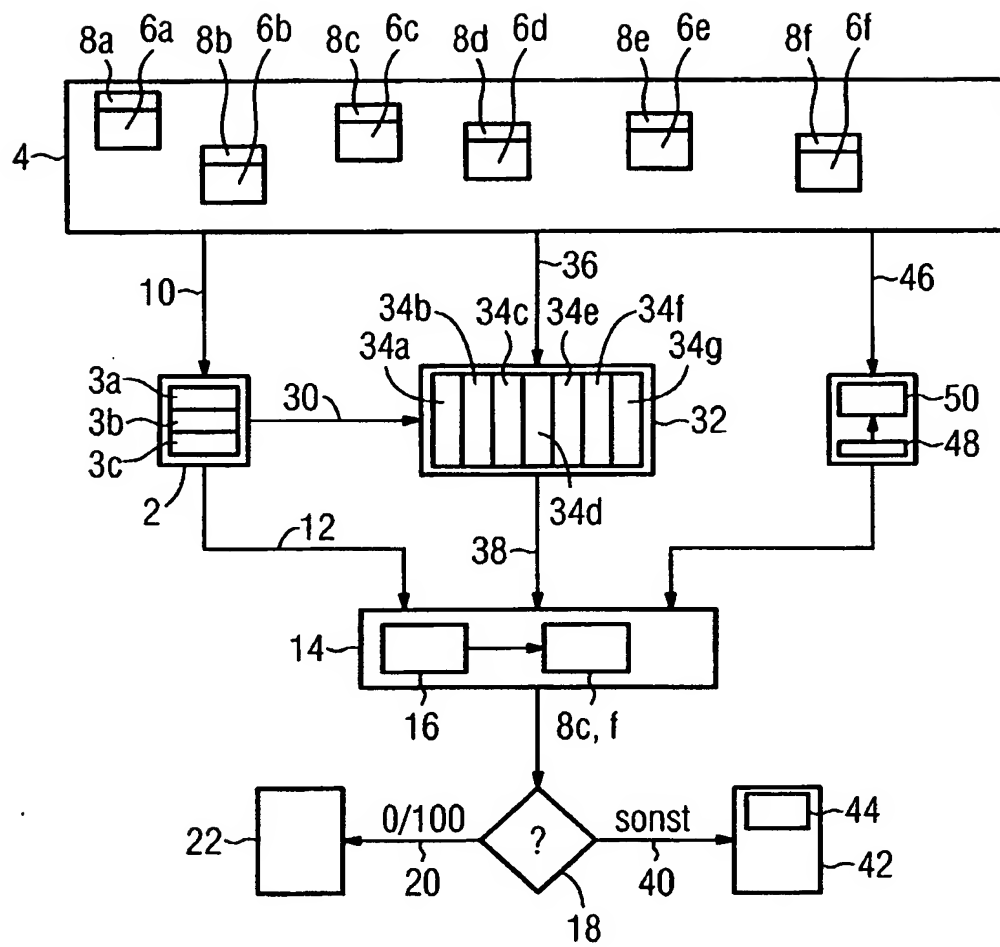 8a 6a 8b 6b 8c 6c 8d 6d 8e 6e 8f 6f
4
10 36 46
34b 34c 34e 34f
34a 34g
3a 30 50
3b 32
3c 48
2 34d
12 38
14
16 8c, f
0/100 ? sonst 44
22 20 40 42
18